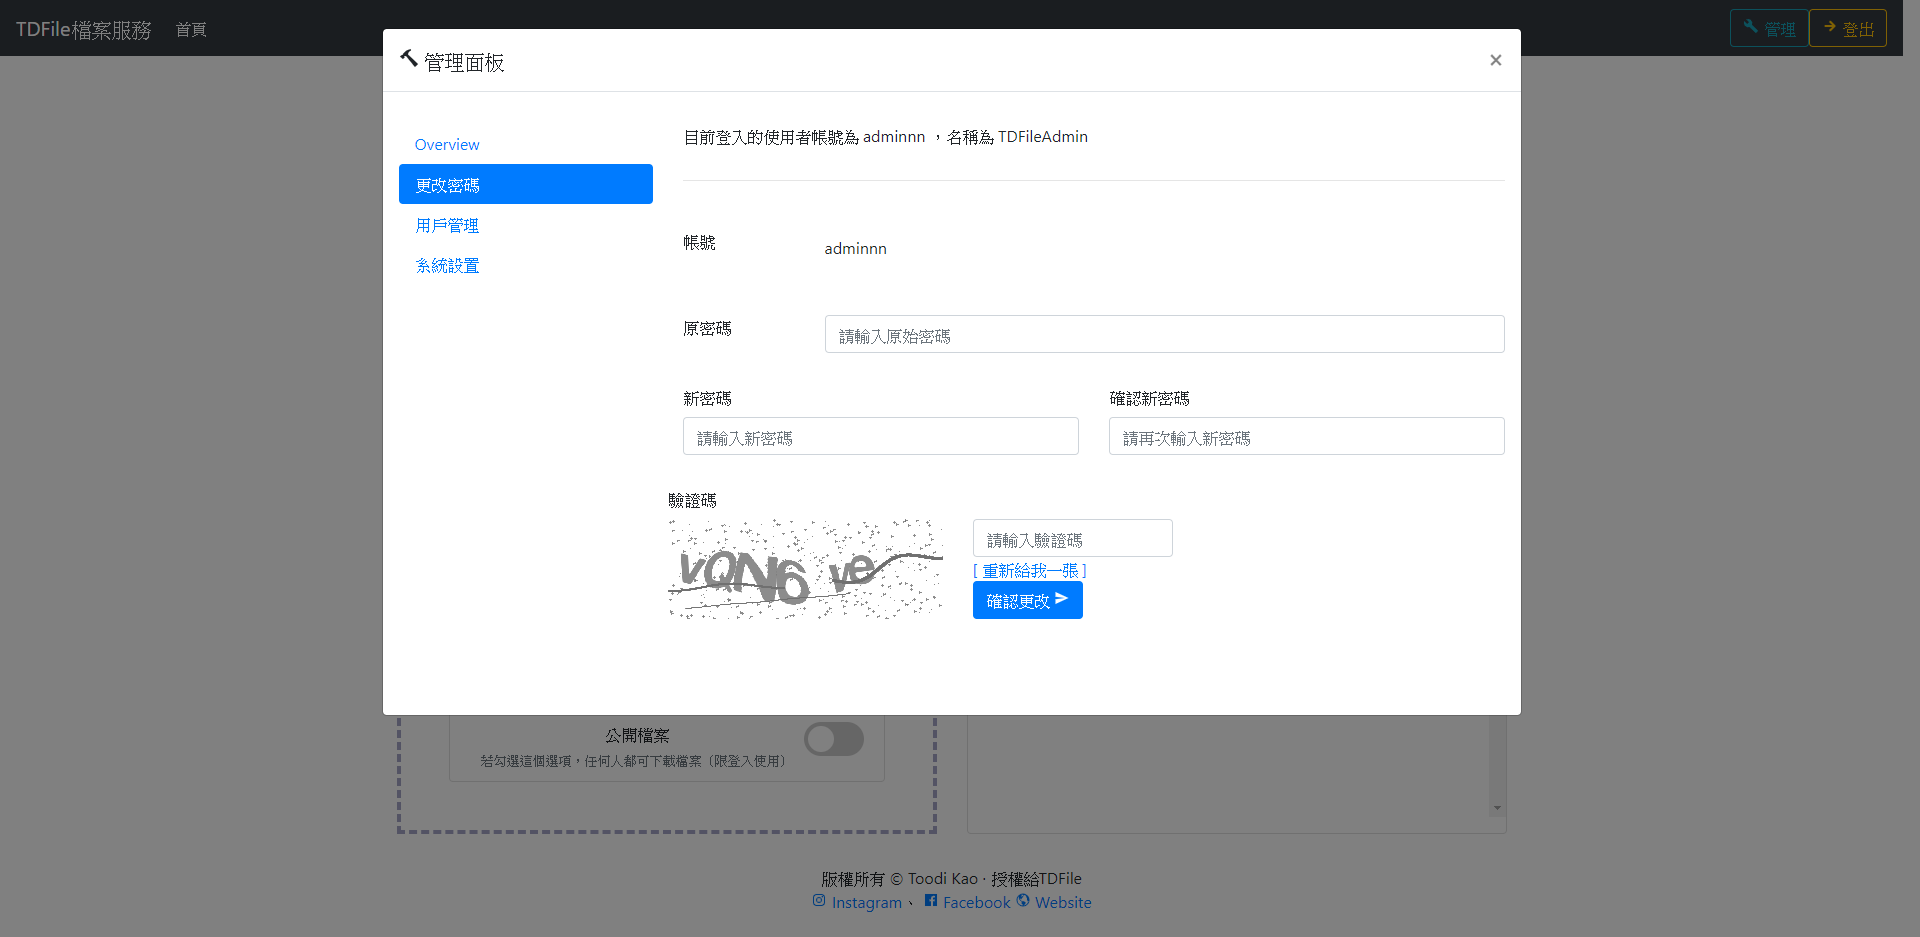 TDFile檔案服務 首頁 管理 登出
管理面板 ×
Overview
更改密碼
用戶管理
系統設置
目前登入的使用者帳號為 adminnn ，名稱為 TDFileAdmin
帳號 adminnn
原密碼 請輸入原始密碼
新密碼 確認新密碼
請輸入新密碼 請再次輸入新密碼
驗證碼
vQN6 ve 請輸入驗證碼
[ 重新給我一張 ]
確認更改
公開檔案
若勾選這個選項，任何人都可下載檔案（限登入使用）
版權所有 © Toodi Kao · 授權給TDFile
Instagram 、 Facebook Website